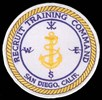 RECRUIT TRAINING COMMAND
W E
S
SAN DIEGO, CALIF.